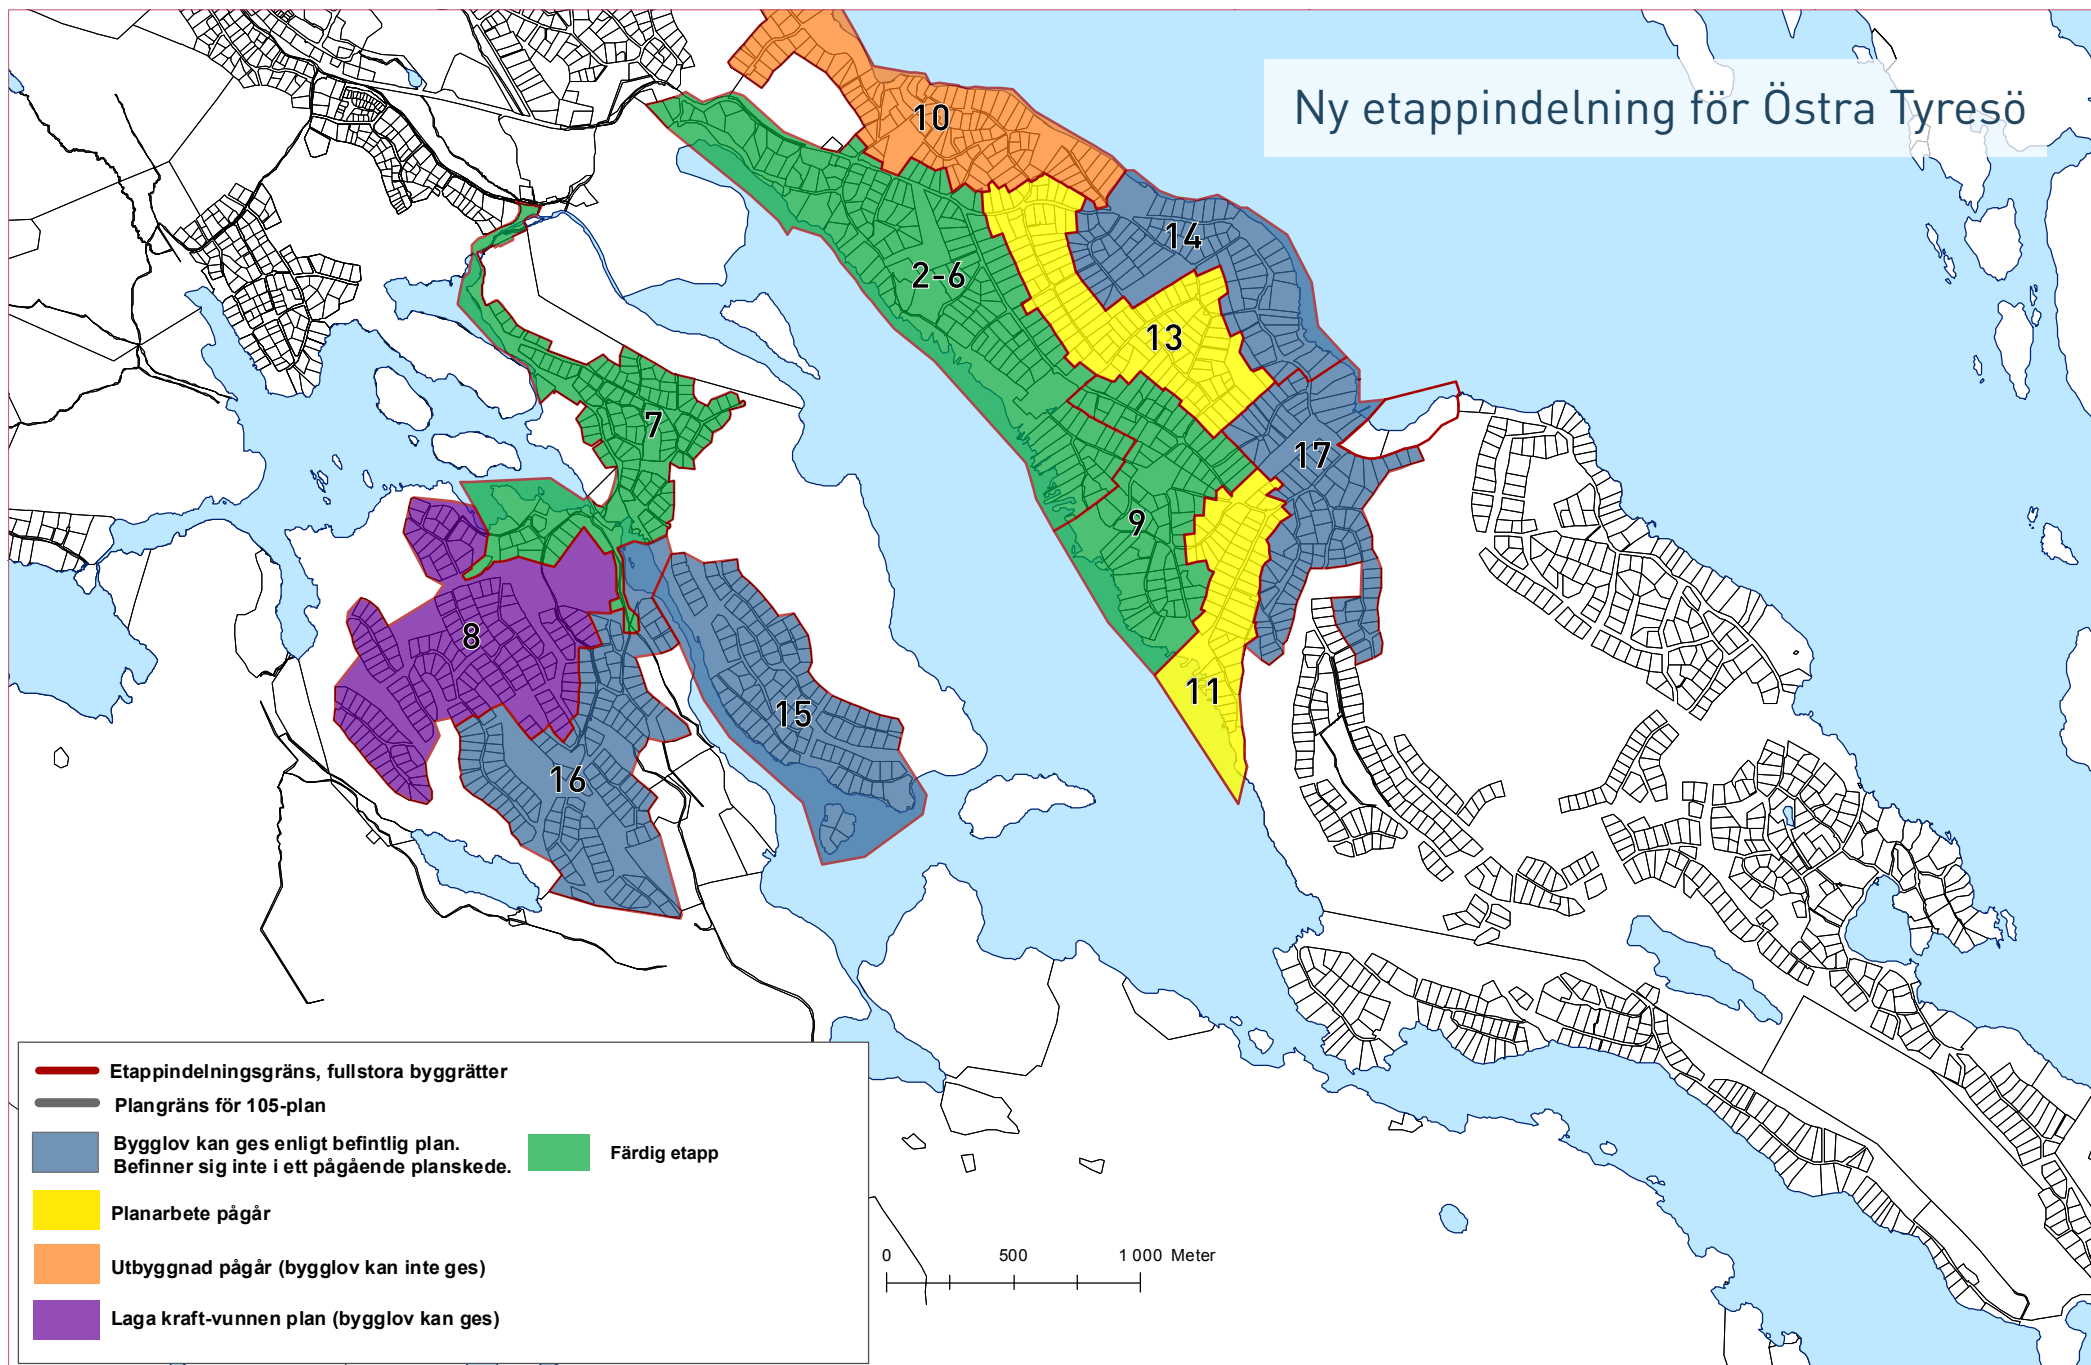 Ny etappindelning för Östra Tyresö
10
14
2-6
13
7
17
9
8
11
15
16
Etappindelningsgräns, fullstora byggrätter
Plangräns för 105-plan
Bygglov kan ges enligt befintlig plan.
Befinner sig inte i ett pågående planskede.
Färdig etapp
Planarbete pågår
Utbyggnad pågår (bygglov kan inte ges)
Laga kraft-vunnen plan (bygglov kan ges)
0 500 1 000 Meter